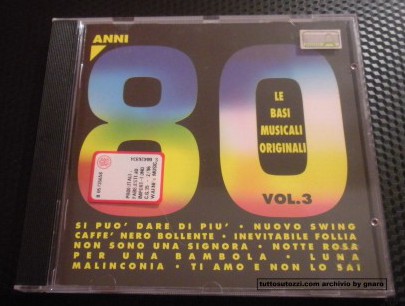 ANNI
80
LE
BASI
MUSICALI
ORIGINALI
VOL.3
SI PUO' DARE DI PIU' • NUOVO SWING
CAFFE' NERO BOLLENTE • INEVITABILE FOLLIA
NON SONO UNA SIGNORA • NOTTE ROSA
PER UNA BAMBOLA • LUNA
MALINCONIA • TI AMO E NON LO SAI
tuttotozzi.com archivio by gnaro